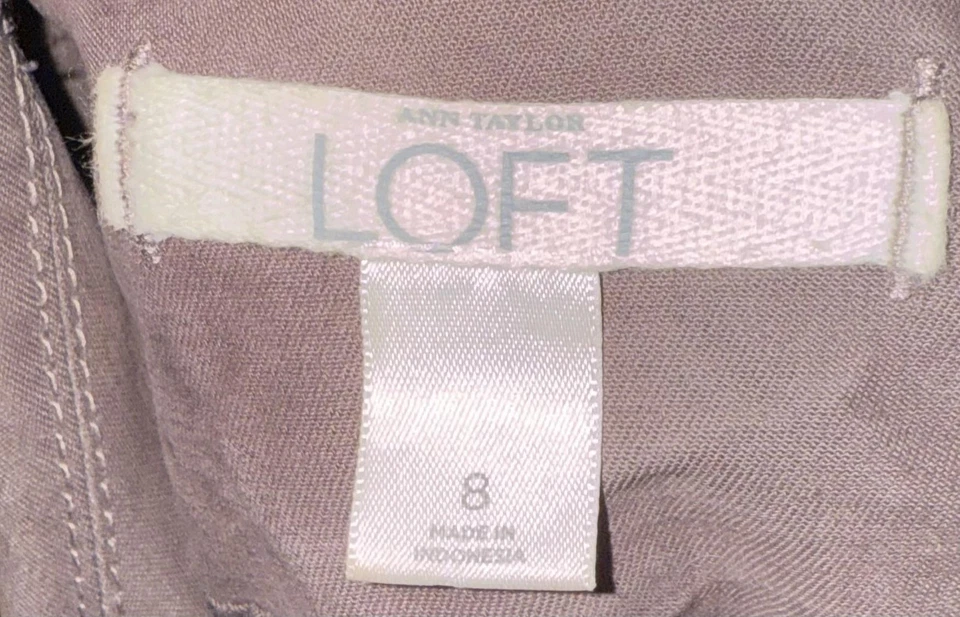 ANN TAYLOR
LOFT
8
MADE IN
INDONESIA